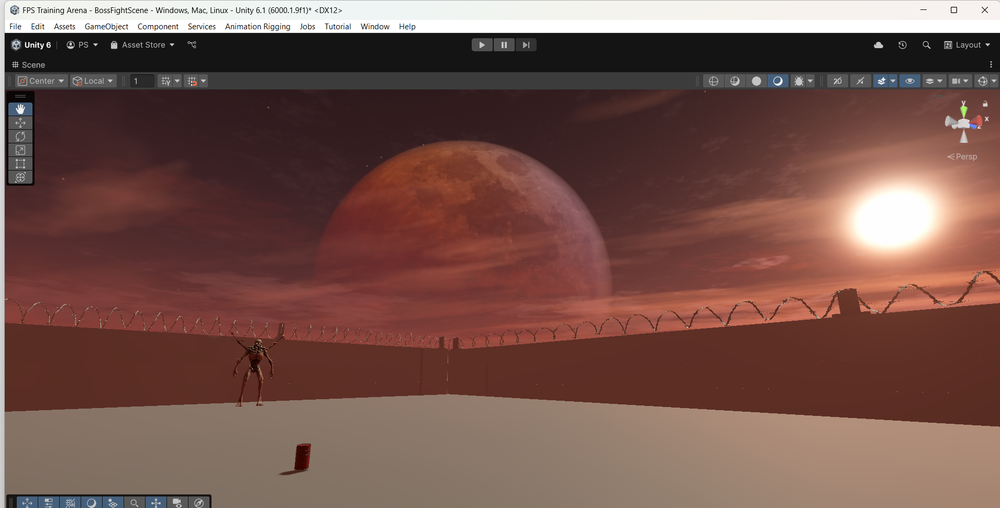 FPS Training Arena - BossFightScene - Windows, Mac, Linux - Unity 6.1 (6000.1.9f1)* <DX12>
File Edit Assets GameObject Component Services Animation Rigging Jobs Tutorial Window Help
Unity 6 PS Asset Store Layout
Scene
Center Local 1 2D
y
x
z
Persp